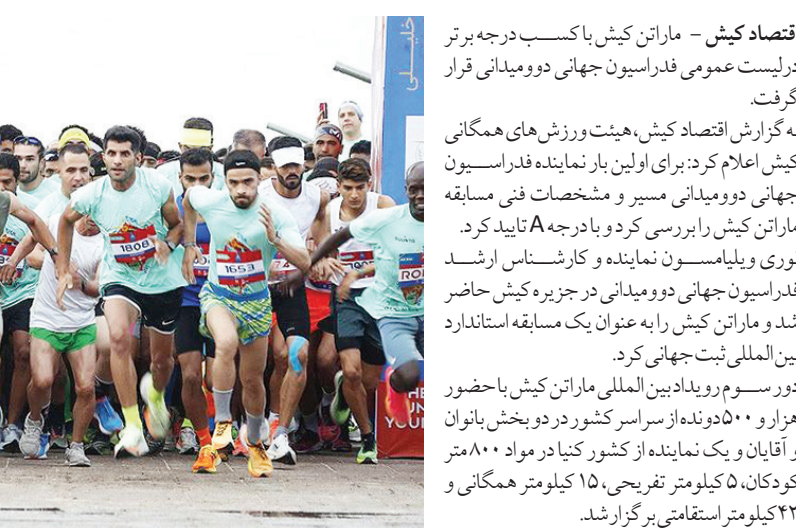 اقتصاد کیش - ماراتن کیش با کسب درجه برتر
در لیست عمومی فدراسیون جهانی دوومیدانی قرار
گرفت.
به گزارش اقتصاد کیش، هیئت ورزش‌های همگانی
کیش اعلام کرد: برای اولین بار نماینده فدراسیون
جهانی دوومیدانی مسیر و مشخصات فنی مسابقه
ماراتن کیش را بررسی کرد و با درجه A تایید کرد.
نوری ویلیامسون نماینده و کارشناس ارشد
فدراسیون جهانی دوومیدانی در جزیره کیش حاضر
شد و ماراتن کیش را به عنوان یک مسابقه استاندارد
بین المللی ثبت جهانی کرد.
دور سوم رویداد بین المللی ماراتن کیش با حضور
هزار و ۵۰۰ دونده از سراسر کشور در دو بخش بانوان
و آقایان و یک نماینده از کشور کنیا در مواد ۸۰۰ متر
کودکان، ۵ کیلومتر تفریحی، ۱۵ کیلومتر همگانی و
۴۲ کیلومتر استقامتی برگزار شد.
1808
1653